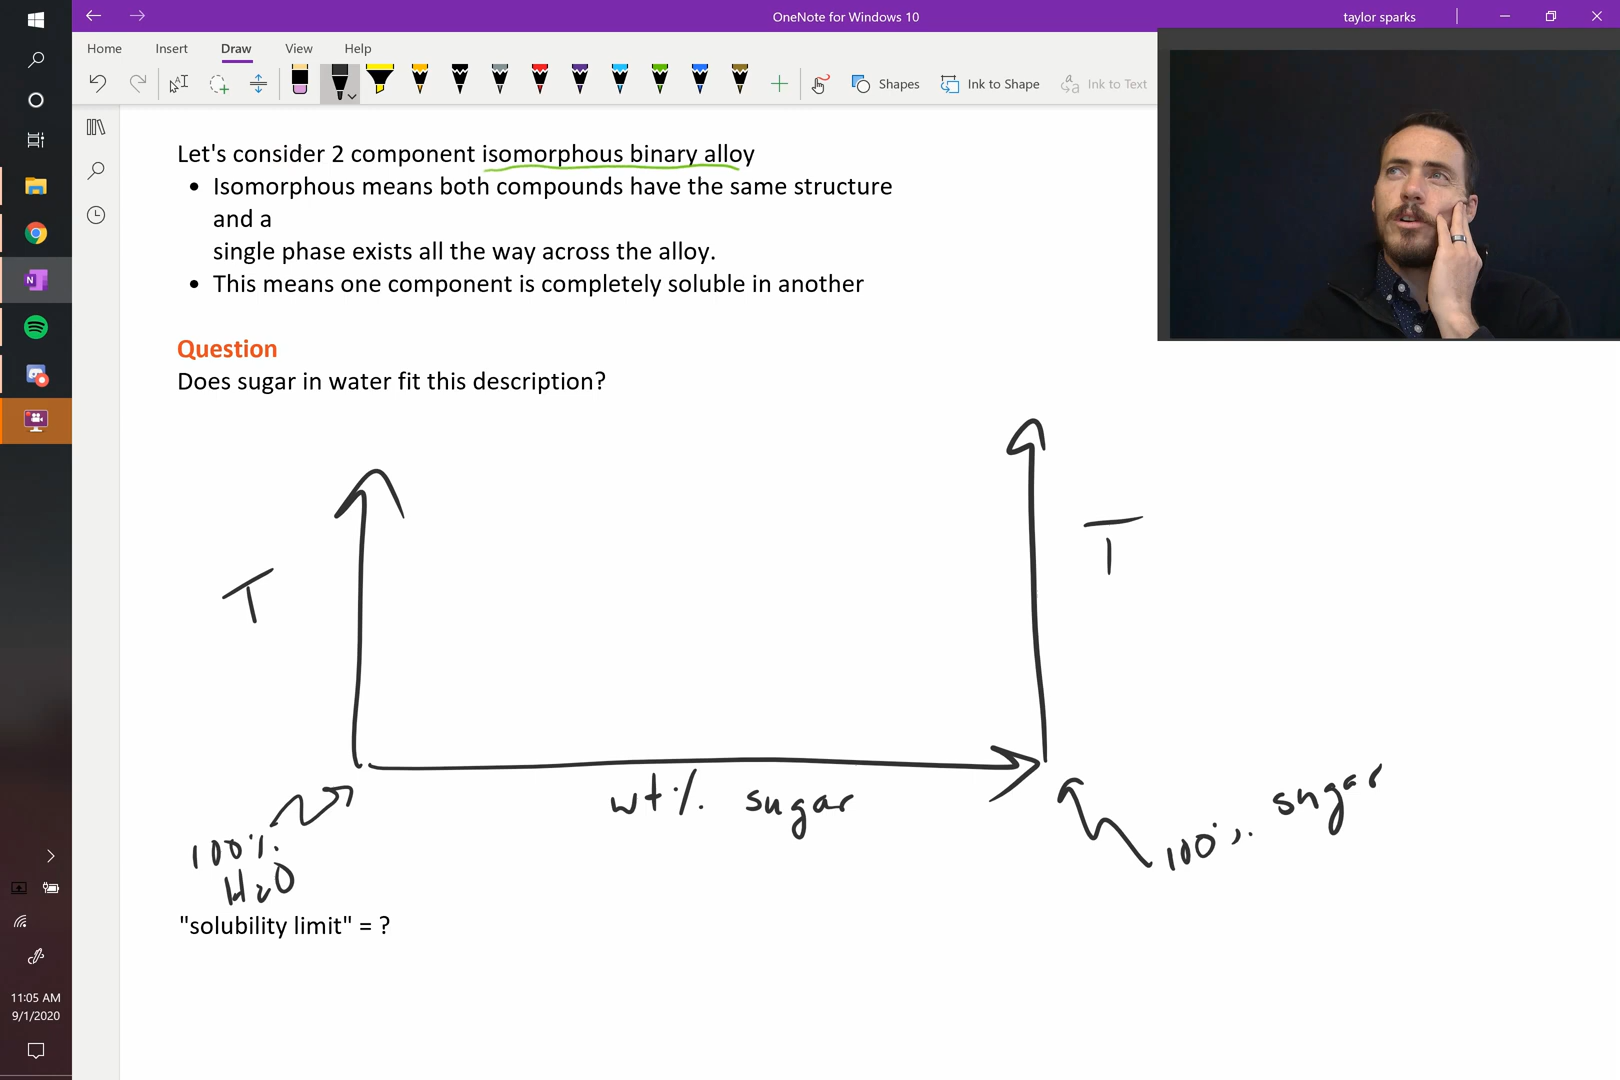 OneNote for Windows 10
taylor sparks
Home Insert Draw View Help
Shapes Ink to Shape Ink to Text
Let's consider 2 component isomorphous binary alloy
• Isomorphous means both compounds have the same structure
and a
single phase exists all the way across the alloy.
• This means one component is completely soluble in another
Question
Does sugar in water fit this description?
T
T
wt% sugar
100%
H2O
100% sugar
"solubility limit" = ?
11:05 AM
9/1/2020